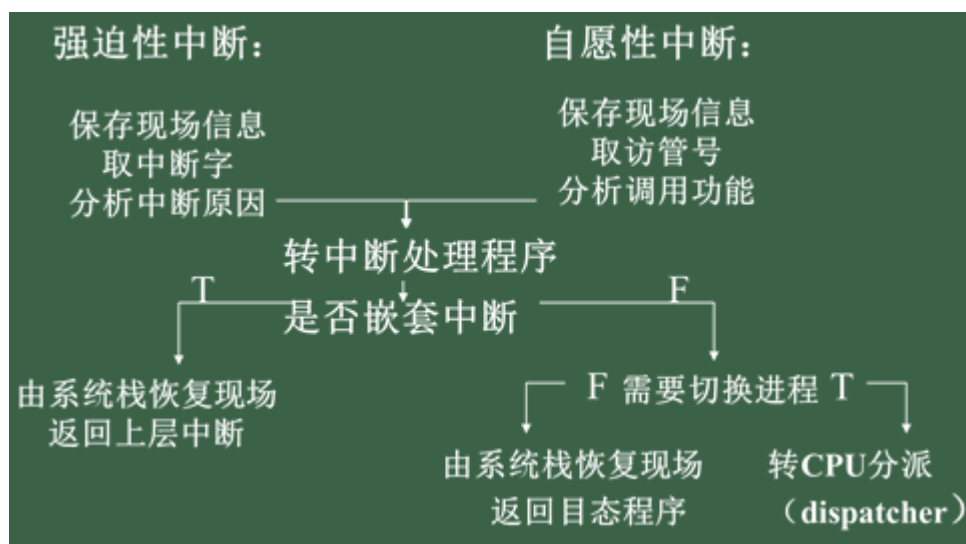 强迫性中断：
自愿性中断：
保存现场信息
取中断字
分析中断原因
保存现场信息
取访管号
分析调用功能
转中断处理程序
T
是否嵌套中断
F
由系统栈恢复现场
返回上层中断
F 需要切换进程 T
由系统栈恢复现场
返回目态程序
转CPU分派
（dispatcher）